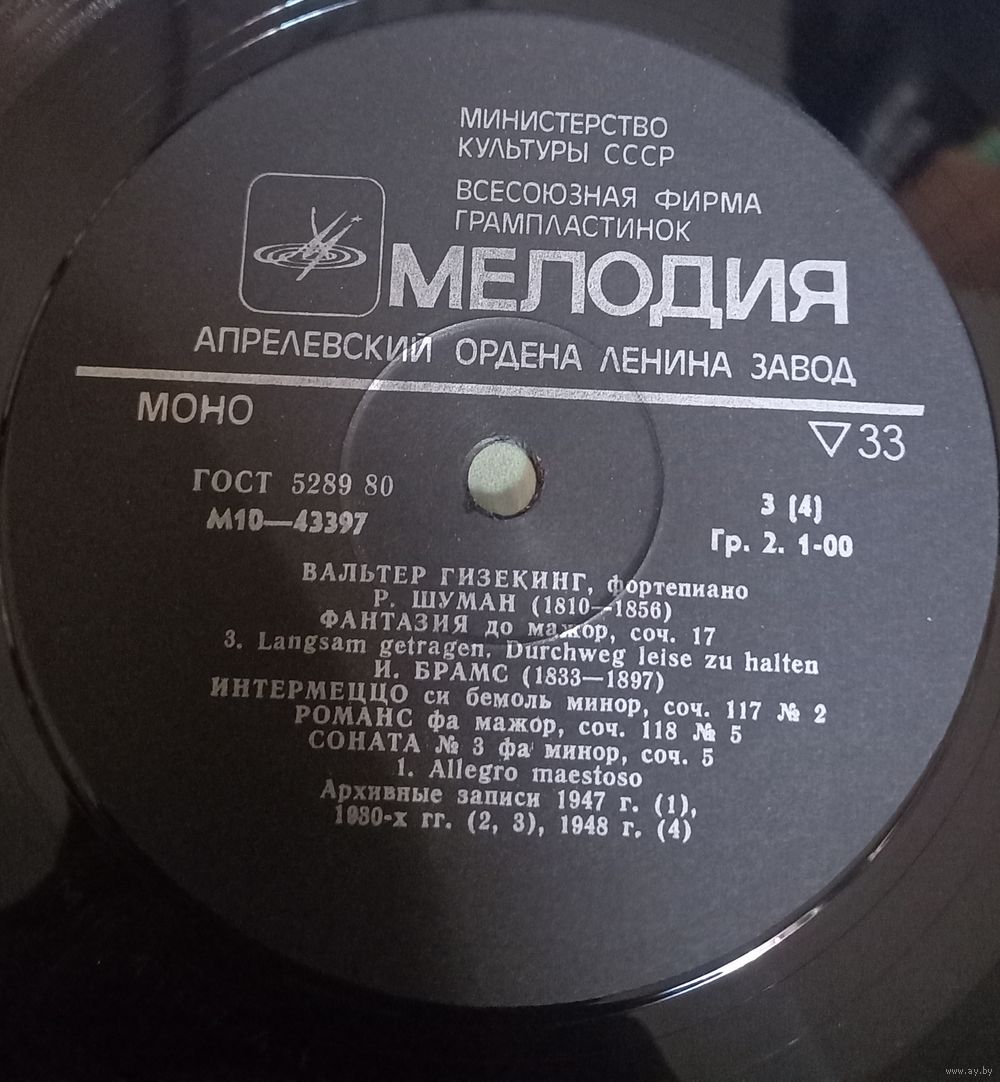 МИНИСТЕРСТВО
КУЛЬТУРЫ СССР
ВСЕСОЮЗНАЯ ФИРМА
ГРАМПЛАСТИНОК
МЕЛОДИЯ
АПРЕЛЕВСКИЙ ОРДЕНА ЛЕНИНА ЗАВОД
МОНО
▽33
ГОСТ 5289 80
М10—43397
3 (4)
Гр. 2. 1-00
ВАЛЬТЕР ГИЗЕКИНГ, фортепиано
Р. ШУМАН (1810—1856)
ФАНТАЗИЯ до мажор, соч. 17
3. Langsam getragen. Durchweg leise zu halten
И. БРАМС (1833—1897)
ИНТЕРМЕЦЦО си бемоль минор, соч. 117 № 2
РОМАНС фа мажор, соч. 118 № 5
СОНАТА № 3 фа минор, соч. 5
1. Allegro maestoso
Архивные записи 1947 г. (1),
1930-х гг. (2, 3), 1948 г. (4)
www.ay.by